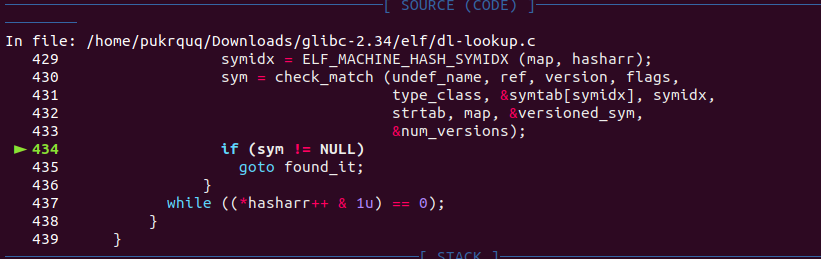 [ SOURCE (CODE) ]
In file: /home/pukrquq/Downloads/glibc-2.34/elf/dl-lookup.c
429 symidx = ELF_MACHINE_HASH_SYMIDX (map, hasharr);
430 sym = check_match (undef_name, ref, version, flags,
431 type_class, &symtab[symidx], symidx,
432 strtab, map, &versioned_sym,
433 &num_versions);
► 434 if (sym != NULL)
435 goto found_it;
436 }
437 while ((*hasharr++ & 1u) == 0);
438 }
439 }
[ STACK ]